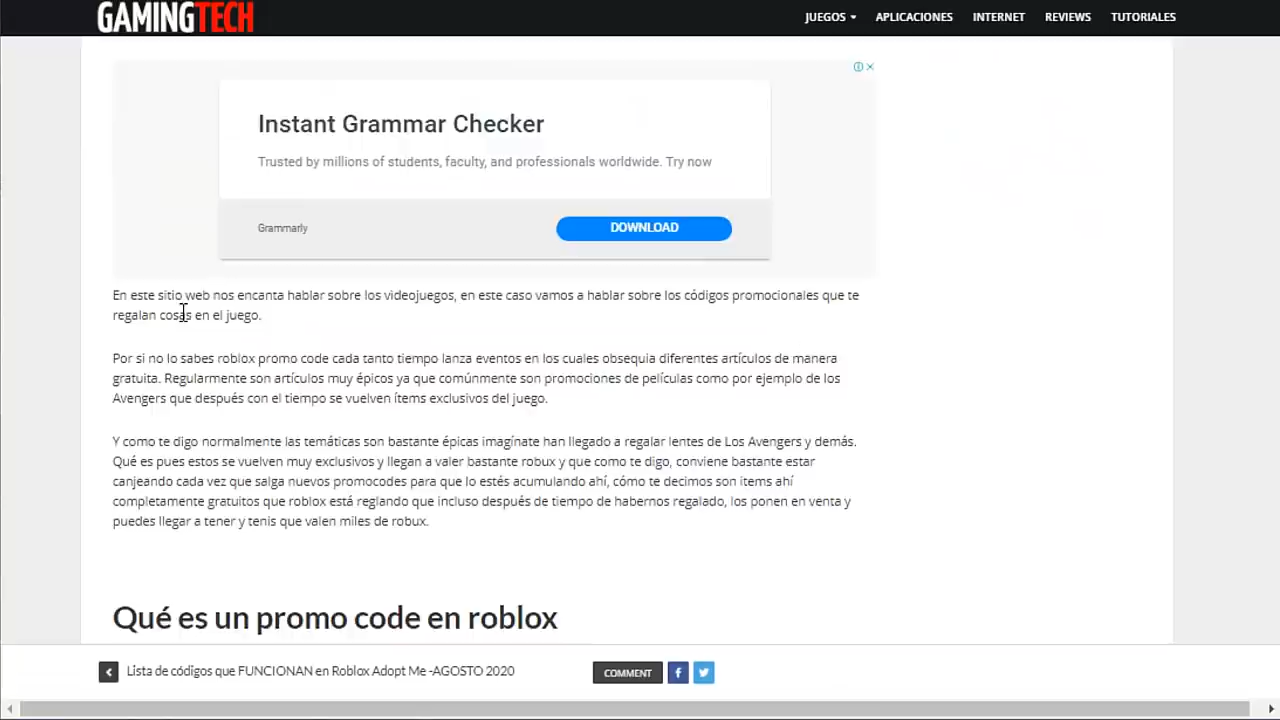 GAMINGTECH
JUEGOS APLICACIONES INTERNET REVIEWS TUTORIALES
Instant Grammar Checker
Trusted by millions of students, faculty, and professionals worldwide. Try now
Grammarly
DOWNLOAD
En este sitio web nos encanta hablar sobre los videojuegos, en este caso vamos a hablar sobre los códigos promocionales que te
regalan cosas en el juego.
Por si no lo sabes roblox promo code cada tanto tiempo lanza eventos en los cuales obsequia diferentes artículos de manera
gratuita. Regularmente son artículos muy épicos ya que comúnmente son promociones de películas como por ejemplo de los
Avengers que después con el tiempo se vuelven ítems exclusivos del juego.
Y como te digo normalmente las temáticas son bastante épicas imagínate han llegado a regalar lentes de Los Avengers y demás.
Qué es pues estos se vuelven muy exclusivos y llegan a valer bastante robux y que como te digo, conviene bastante estar
canjeando cada vez que salga nuevos promocodes para que lo estés acumulando ahí, cómo te decimos son items ahí
completamente gratuitos que roblox está reglando que incluso después de tiempo de habernos regalado, los ponen en venta y
puedes llegar a tener y tenis que valen miles de robux.
Qué es un promo code en roblox
Lista de códigos que FUNCIONAN en Roblox Adopt Me -AGOSTO 2020
COMMENT